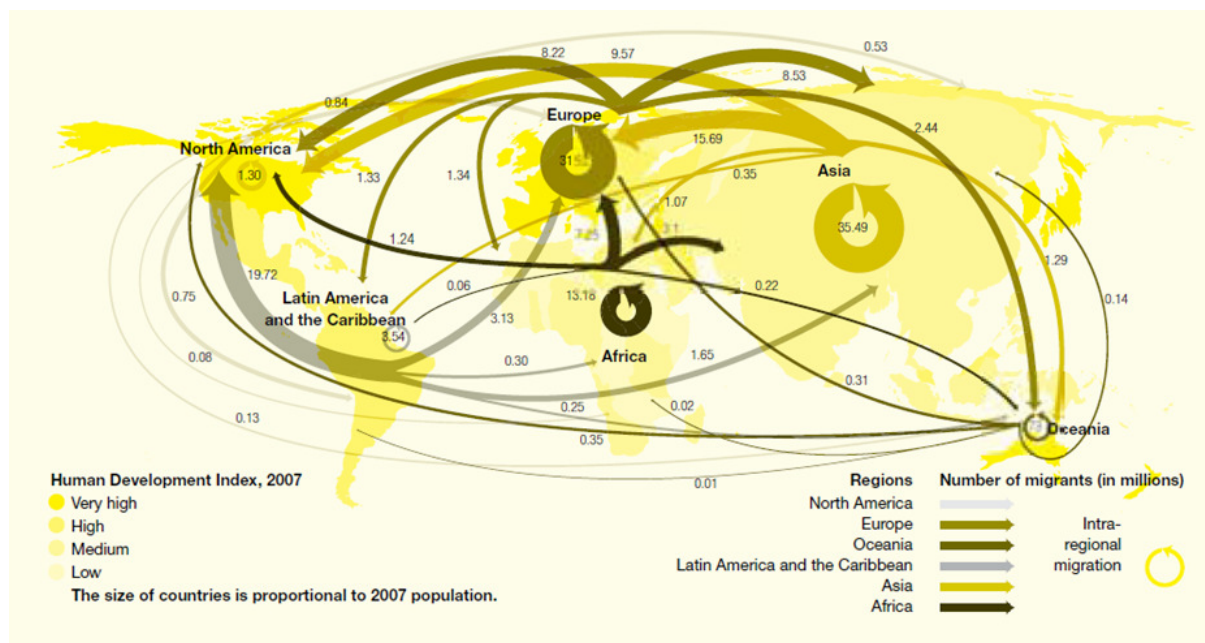 0.53
8.22
9.57
8.53
0.84
Europe
2.44
North America
15.69
1.30
1.33
1.34
0.35
Asia
1.07
35.49
1.24
19.72
1.29
0.06
0.22
0.75
Latin America
and the Caribbean
13.18
0.14
3.13
3.54
Africa
0.08
0.30
1.65
0.31
0.25
0.02
0.13
0.35
Oceania
0.01
Human Development Index, 2007
Very high
High
Medium
Low
The size of countries is proportional to 2007 population.
Regions Number of migrants (in millions)
North America
Europe Intra-
Oceania regional
Latin America and the Caribbean migration
Asia
Africa